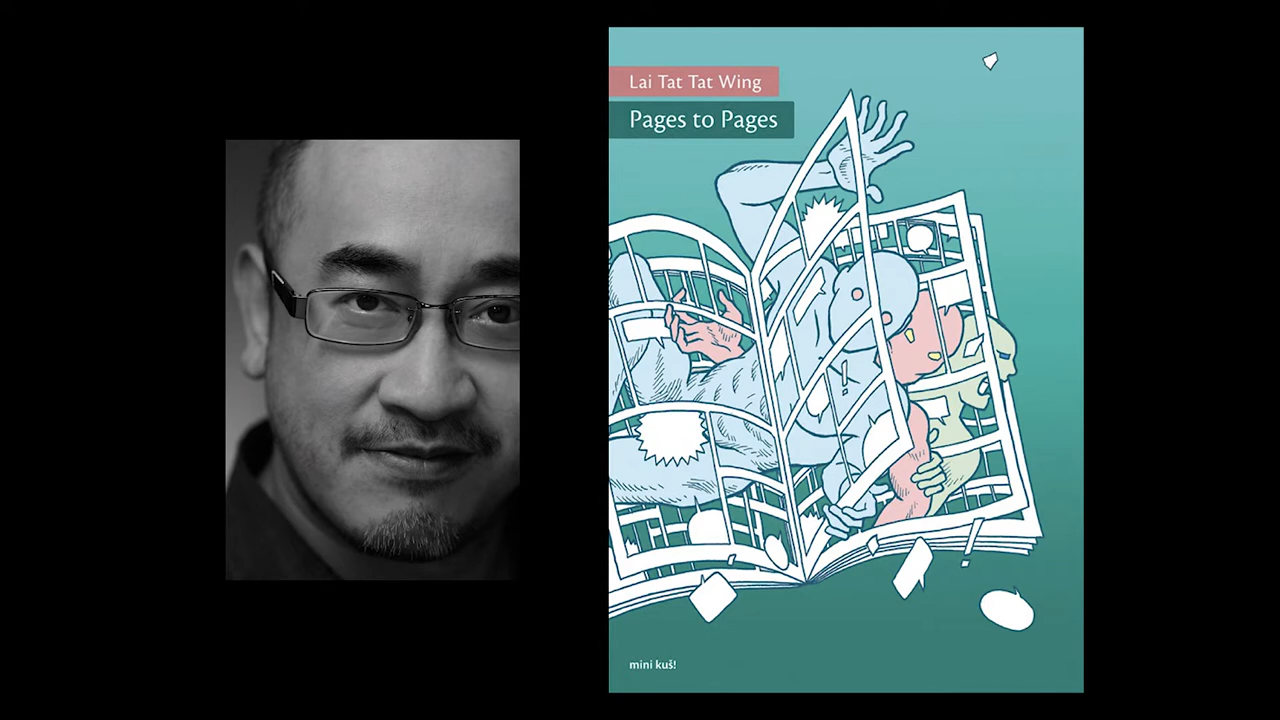 Lai Tat Tat Wing
Pages to Pages
mini kuš!